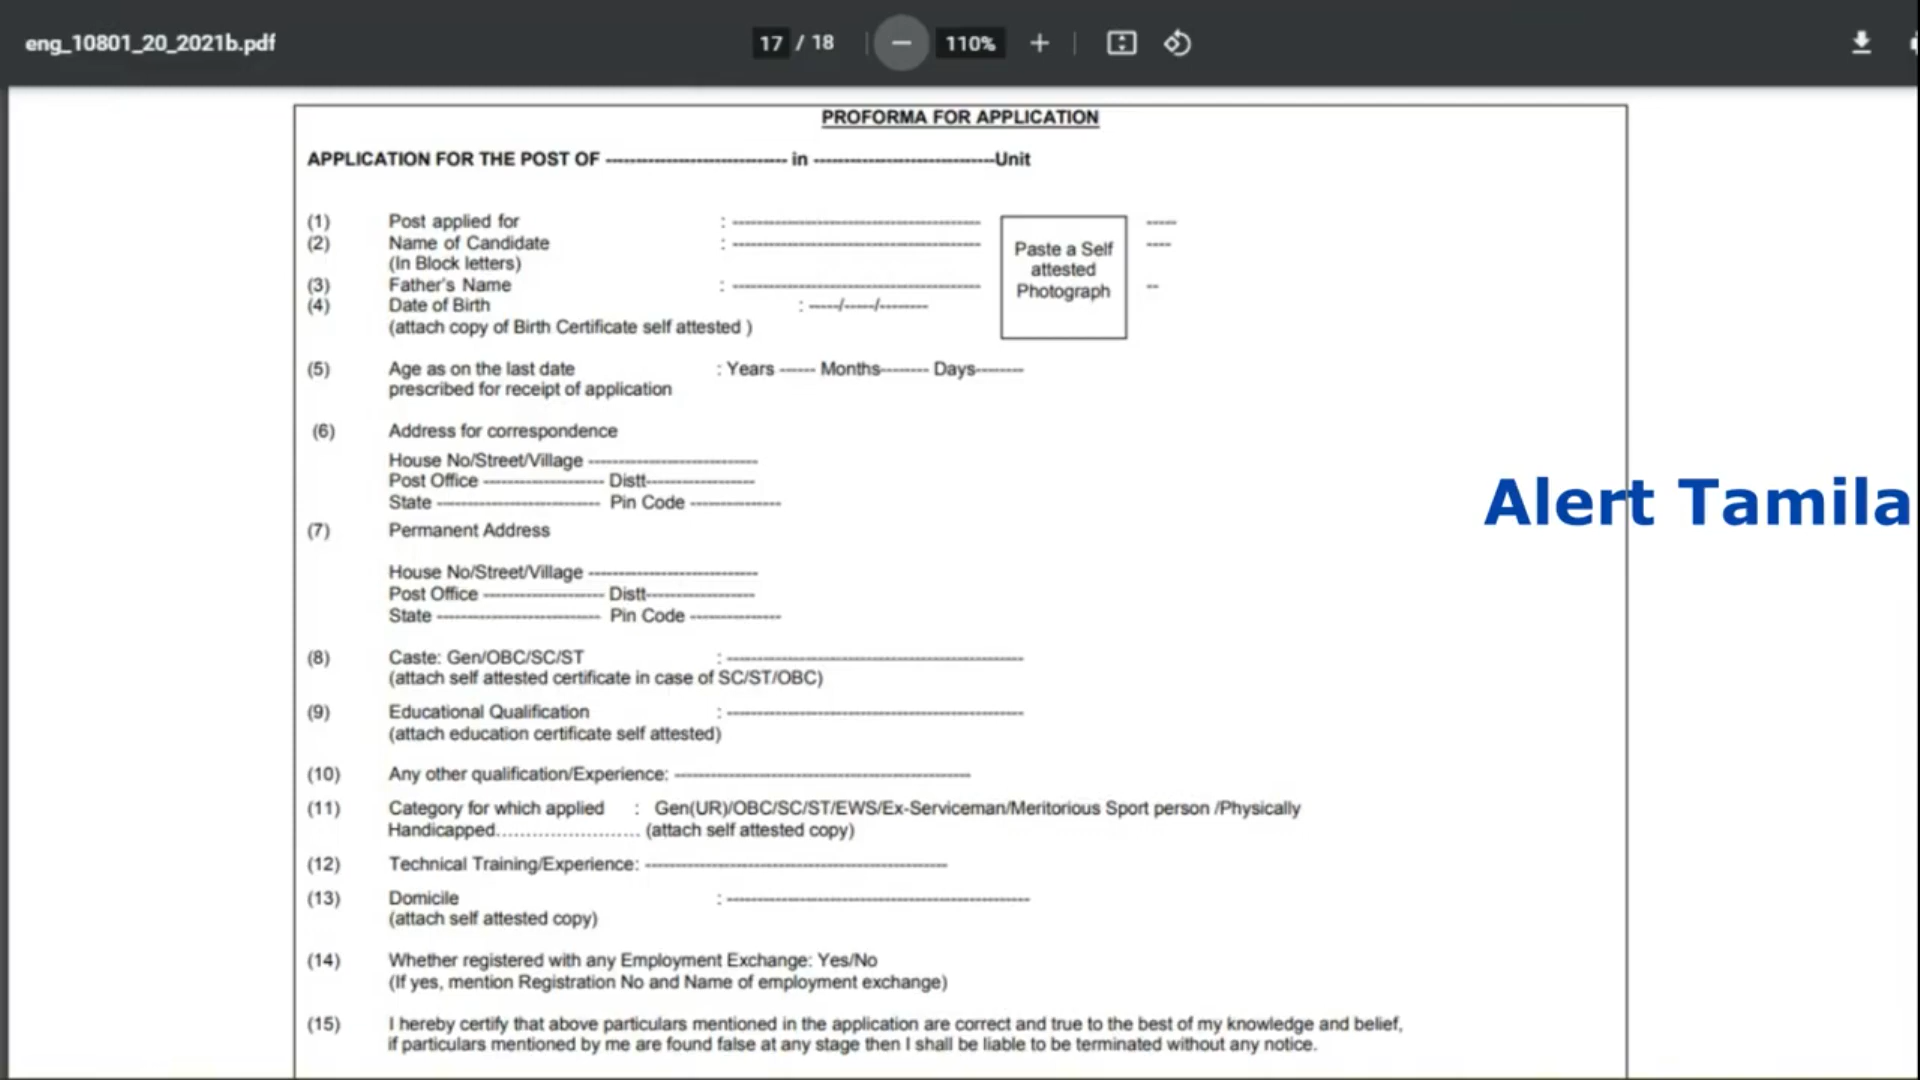 eng_10801_20_2021b.pdf
17 / 18
110%
PROFORMA FOR APPLICATION
APPLICATION FOR THE POST OF ------------------------------ in ------------------------------Unit
(1) Post applied for : ----------------------------------------- -----
(2) Name of Candidate : ----------------------------------------- ----
(In Block letters)
(3) Father's Name : ----------------------------------------- --
(4) Date of Birth : -----/-----/--------
(attach copy of Birth Certificate self attested )
Paste a Self
attested
Photograph
(5) Age as on the last date : Years ------ Months-------- Days--------
prescribed for receipt of application
(6) Address for correspondence
House No/Street/Village ----------------------------
Post Office -------------------- Distt------------------
State --------------------------- Pin Code ---------------
Alert Tamila
(7) Permanent Address
House No/Street/Village ----------------------------
Post Office -------------------- Distt------------------
State --------------------------- Pin Code ---------------
(8) Caste: Gen/OBC/SC/ST : -------------------------------------------------
(attach self attested certificate in case of SC/ST/OBC)
(9) Educational Qualification : -------------------------------------------------
(attach education certificate self attested)
(10) Any other qualification/Experience: -------------------------------------------------
(11) Category for which applied : Gen(UR)/OBC/SC/ST/EWS/Ex-Serviceman/Meritorious Sport person /Physically
Handicapped........................ (attach self attested copy)
(12) Technical Training/Experience: --------------------------------------------------
(13) Domicile : --------------------------------------------------
(attach self attested copy)
(14) Whether registered with any Employment Exchange: Yes/No
(If yes, mention Registration No and Name of employment exchange)
(15) I hereby certify that above particulars mentioned in the application are correct and true to the best of my knowledge and belief,
if particulars mentioned by me are found false at any stage then I shall be liable to be terminated without any notice.